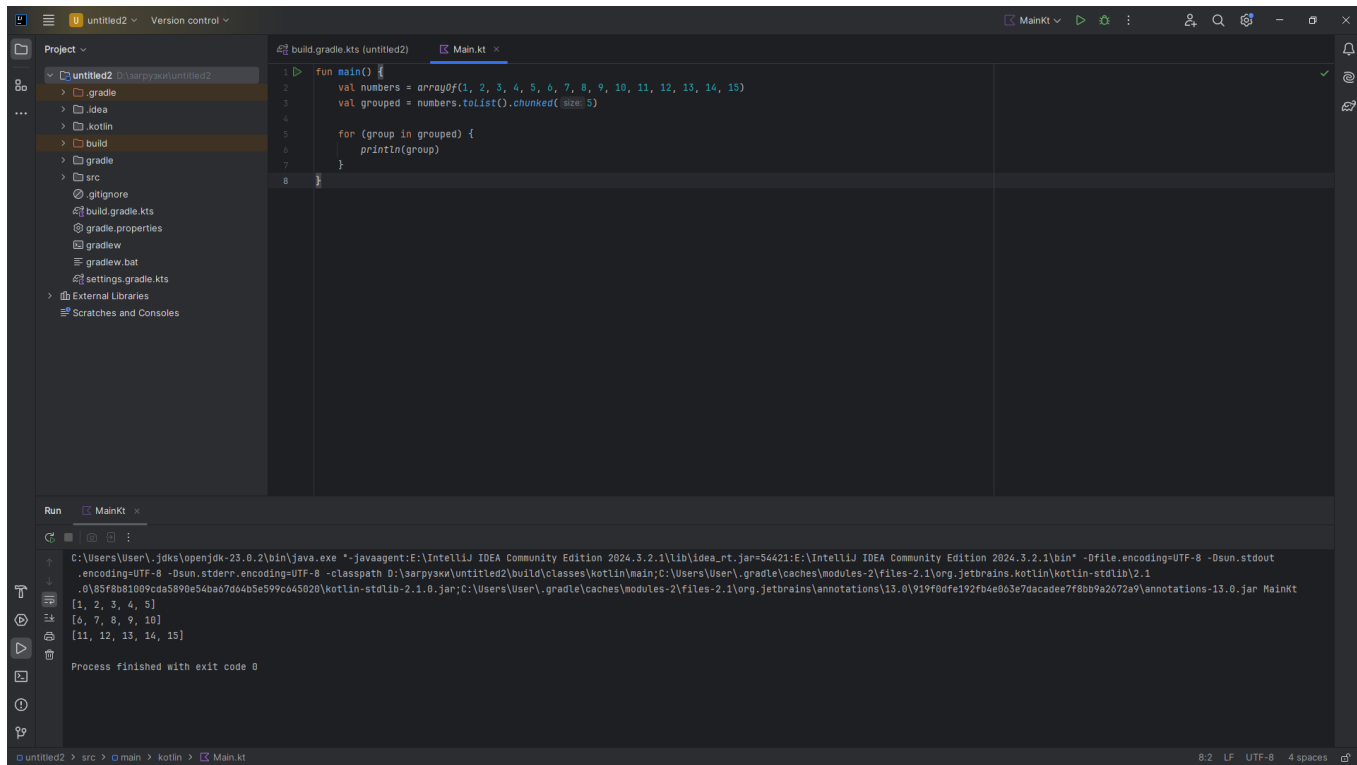 U untitled2 Version control MainKt
Project
build.gradle.kts (untitled2) Main.kt
untitled2 D:\загрузки\untitled2
.gradle
.idea
.kotlin
build
gradle
src
.gitignore
build.gradle.kts
gradle.properties
gradlew
gradlew.bat
settings.gradle.kts
External Libraries
Scratches and Consoles
1 fun main() {
2 val numbers = arrayOf(1, 2, 3, 4, 5, 6, 7, 8, 9, 10, 11, 12, 13, 14, 15)
3 val grouped = numbers.toList().chunked( size: 5)
4
5 for (group in grouped) {
6 println(group)
7 }
8 }
Run MainKt
C:\Users\User\.jdks\openjdk-23.0.2\bin\java.exe "-javaagent:E:\IntelliJ IDEA Community Edition 2024.3.2.1\lib\idea_rt.jar=54421:E:\IntelliJ IDEA Community Edition 2024.3.2.1\bin" -Dfile.encoding=UTF-8 -Dsun.stdout
.encoding=UTF-8 -Dsun.stderr.encoding=UTF-8 -classpath D:\загрузки\untitled2\build\classes\kotlin\main;C:\Users\User\.gradle\caches\modules-2\files-2.1\org.jetbrains.kotlin\kotlin-stdlib\2.1
.0\85f8b81009cda5890e54ba67d64b5e599c645020\kotlin-stdlib-2.1.0.jar;C:\Users\User\.gradle\caches\modules-2\files-2.1\org.jetbrains\annotations\13.0\919f0dfe192fb4e063e7dacadee7f8bb9a2672a9\annotations-13.0.jar MainKt
[1, 2, 3, 4, 5]
[6, 7, 8, 9, 10]
[11, 12, 13, 14, 15]
Process finished with exit code 0
untitled2 > src > main > kotlin > Main.kt 8:2 LF UTF-8 4 spaces